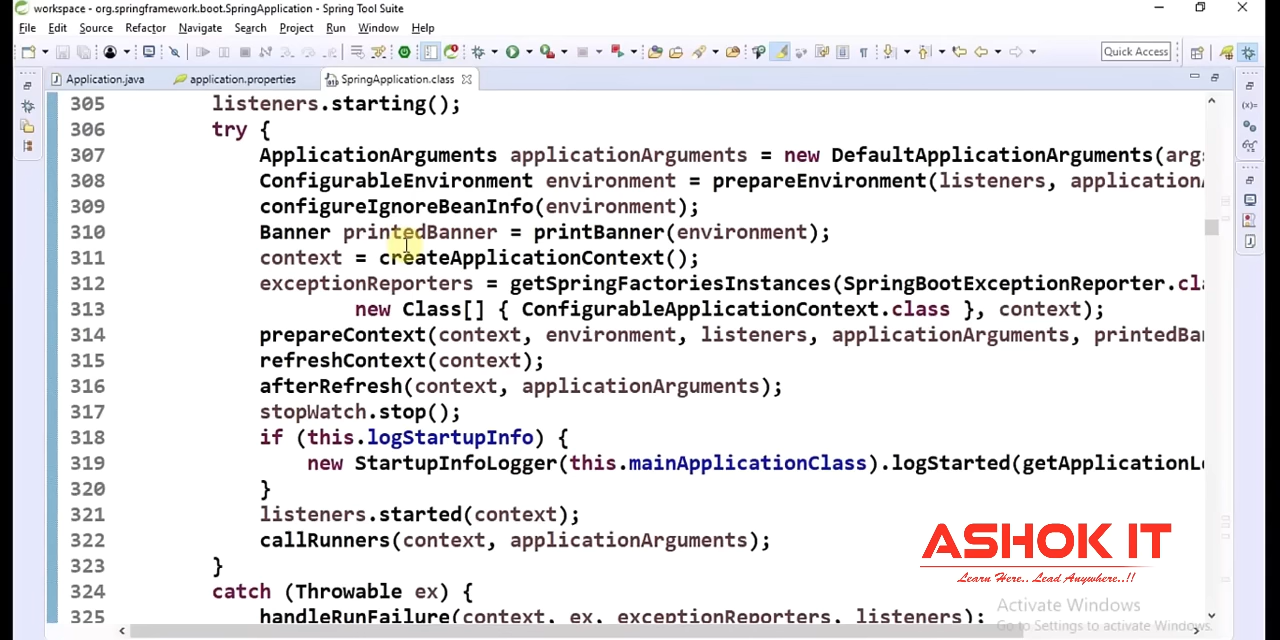 workspace - org.springframework.boot.SpringApplication - Spring Tool Suite
File Edit Source Refactor Navigate Search Project Run Window Help
Quick Access
Application.java application.properties SpringApplication.class
305 listeners.starting();
306 try {
307 ApplicationArguments applicationArguments = new DefaultApplicationArguments(args
308 ConfigurableEnvironment environment = prepareEnvironment(listeners, applicationA
309 configureIgnoreBeanInfo(environment);
310 Banner printedBanner = printBanner(environment);
311 context = createApplicationContext();
312 exceptionReporters = getSpringFactoriesInstances(SpringBootExceptionReporter.cla
313 new Class[] { ConfigurableApplicationContext.class }, context);
314 prepareContext(context, environment, listeners, applicationArguments, printedBan
315 refreshContext(context);
316 afterRefresh(context, applicationArguments);
317 stopWatch.stop();
318 if (this.logStartupInfo) {
319 new StartupInfoLogger(this.mainApplicationClass).logStarted(getApplicationLo
320 }
321 listeners.started(context);
322 callRunners(context, applicationArguments);
323 }
324 catch (Throwable ex) {
325 handleRunFailure(context, ex, exceptionReporters, listeners);
ASHOK IT
Learn Here.. Lead Anywhere..!!
Activate Windows
Go to Settings to activate Windows.